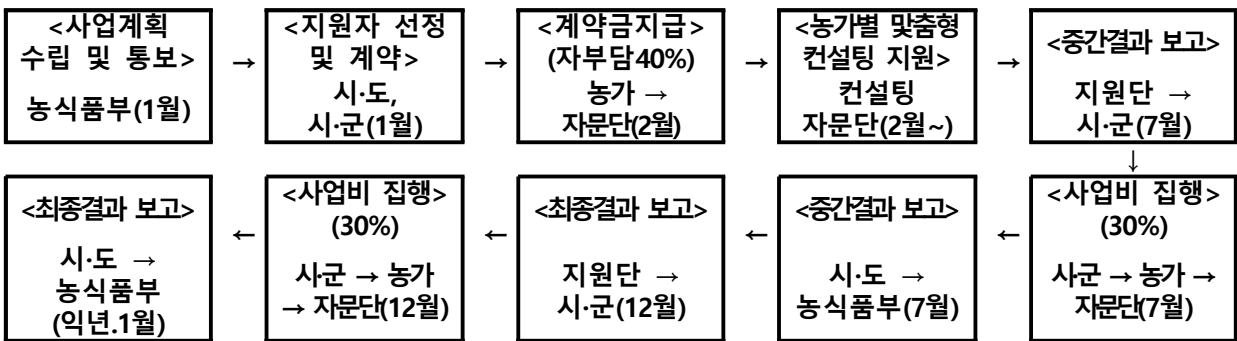 <사업계획
수립 및 통보>
농식품부(1월)
→
<지원자 선정
및 계약>
시·도,
시·군(1월)
→
<계약금지급>
(자부담40%)
농가 →
자문단(2월)
→
<농가별 맞춤형
컨설팅 지원>
컨설팅
자문단(2월~)
→
<중간결과 보고>
지원단 →
시·군(7월)
↓
<사업비 집행>
(30%)
시·군 → 농가 →
자문단(7월)
←
<중간결과 보고>
시·도 →
농식품부(7월)
←
<최종결과 보고>
지원단 →
시·군(12월)
←
<사업비 집행>
(30%)
시·군 → 농가
→ 자문단(12월)
←
<최종결과 보고>
시·도 →
농식품부
(익년.1월)